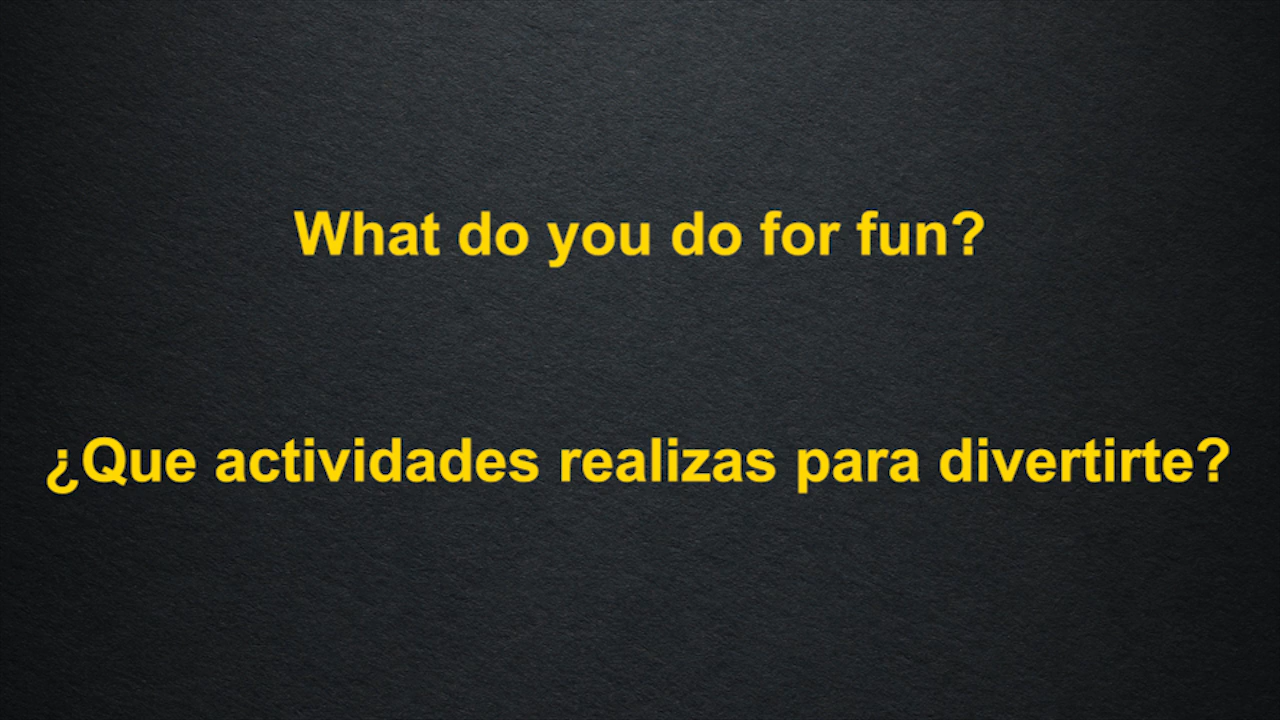 What do you do for fun?
¿Que actividades realizas para divertirte?